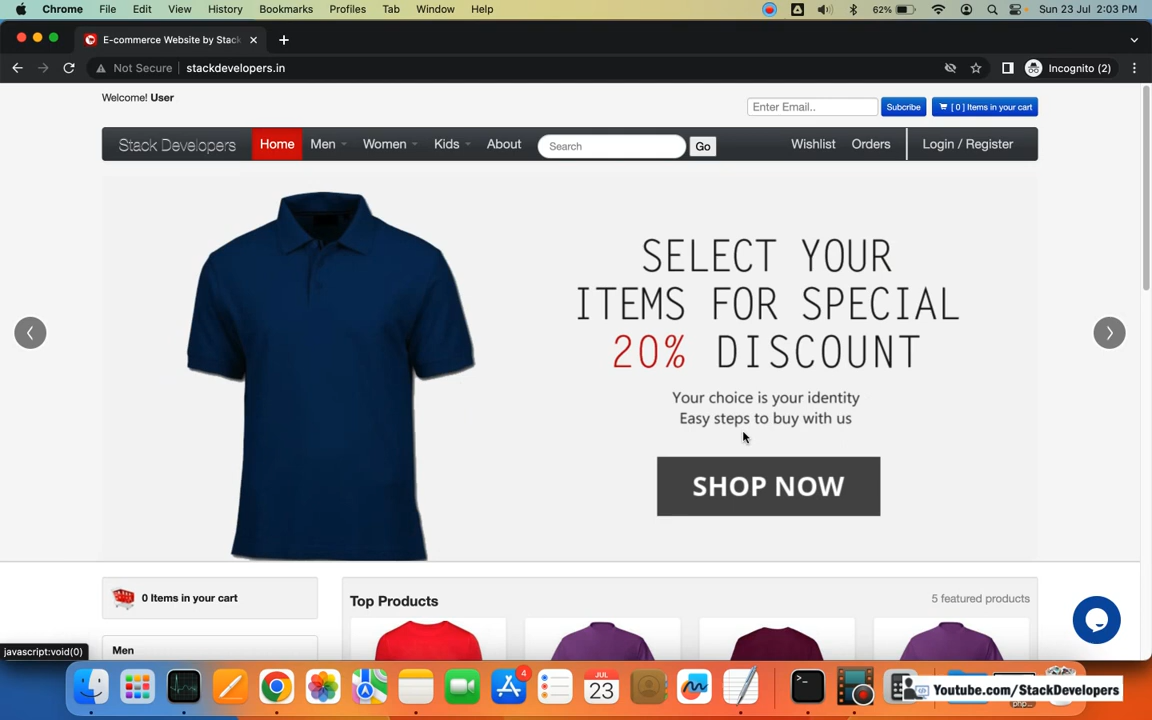 Chrome File Edit View History Bookmarks Profiles Tab Window Help 62% Sun 23 Jul 2:03 PM
E-commerce Website by Stack
Not Secure stackdevelopers.in Incognito (2)
Welcome! User
Enter Email.. Subcribe [ 0 ] Items in your cart
Stack Developers Home Men Women Kids About Search Go Wishlist Orders Login / Register
SELECT YOUR
ITEMS FOR SPECIAL
20% DISCOUNT
Your choice is your identity
Easy steps to buy with us
SHOP NOW
0 Items in your cart
Top Products 5 featured products
Men
javascript:void(0)
4
JUL
23
Youtube.com/StackDevelopers